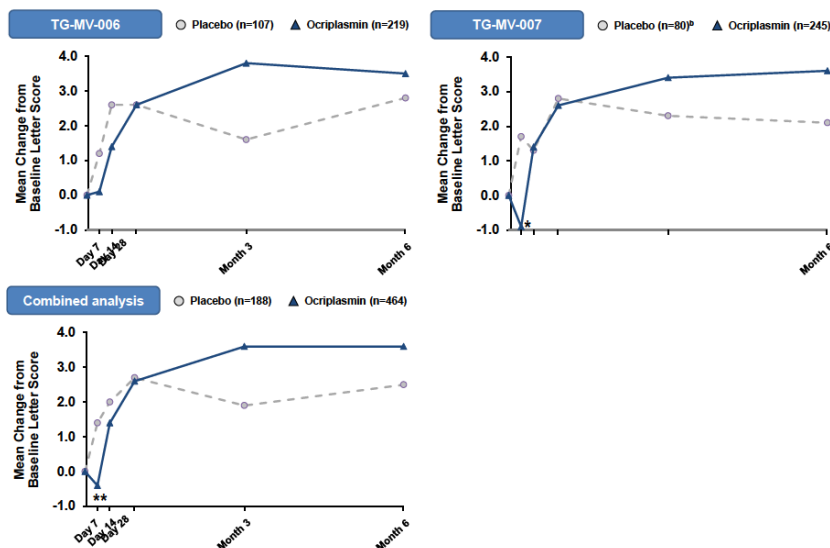 TG-MV-006
Placebo (n=107) Ocriplasmin (n=219)
Mean Change from
Baseline Letter Score
4.0
3.0
2.0
1.0
0.0
-1.0
Day 7
Day 14
Day 28
Month 3
Month 6
TG-MV-007
Placebo (n=80)b Ocriplasmin (n=245)
Mean Change from
Baseline Letter Score
4.0
3.0
2.0
1.0
0.0
-1.0
*
Month 6
Combined analysis
Placebo (n=188) Ocriplasmin (n=464)
Mean Change from
Baseline Letter Score
4.0
3.0
2.0
1.0
0.0
-1.0
**
Day 7
Day 14
Day 28
Month 3
Month 6